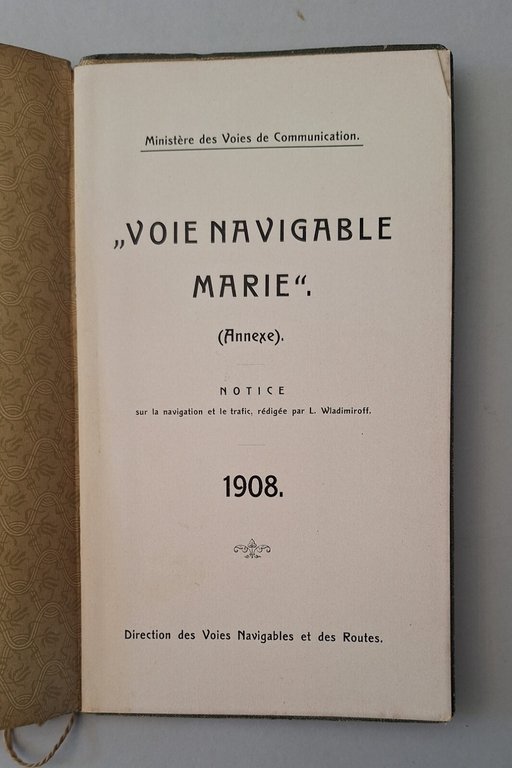 Ministère des Voies de Communication.
„VOIE NAVIGABLE
MARIE“.
(Annexe).
NOTICE
sur la navigation et le trafic, rédigée par L. Wladimiroff.
1908.
Direction des Voies Navigables et des Routes.